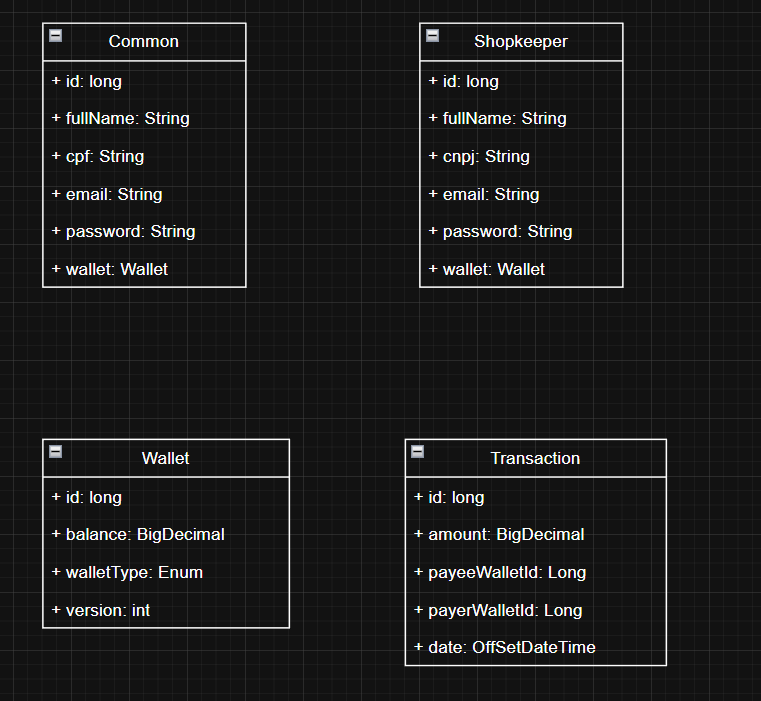 Common
+ id: long
+ fullName: String
+ cpf: String
+ email: String
+ password: String
+ wallet: Wallet
Shopkeeper
+ id: long
+ fullName: String
+ cnpj: String
+ email: String
+ password: String
+ wallet: Wallet
Wallet
+ id: long
+ balance: BigDecimal
+ walletType: Enum
+ version: int
Transaction
+ id: long
+ amount: BigDecimal
+ payeeWalletId: Long
+ payerWalletId: Long
+ date: OffSetDateTime